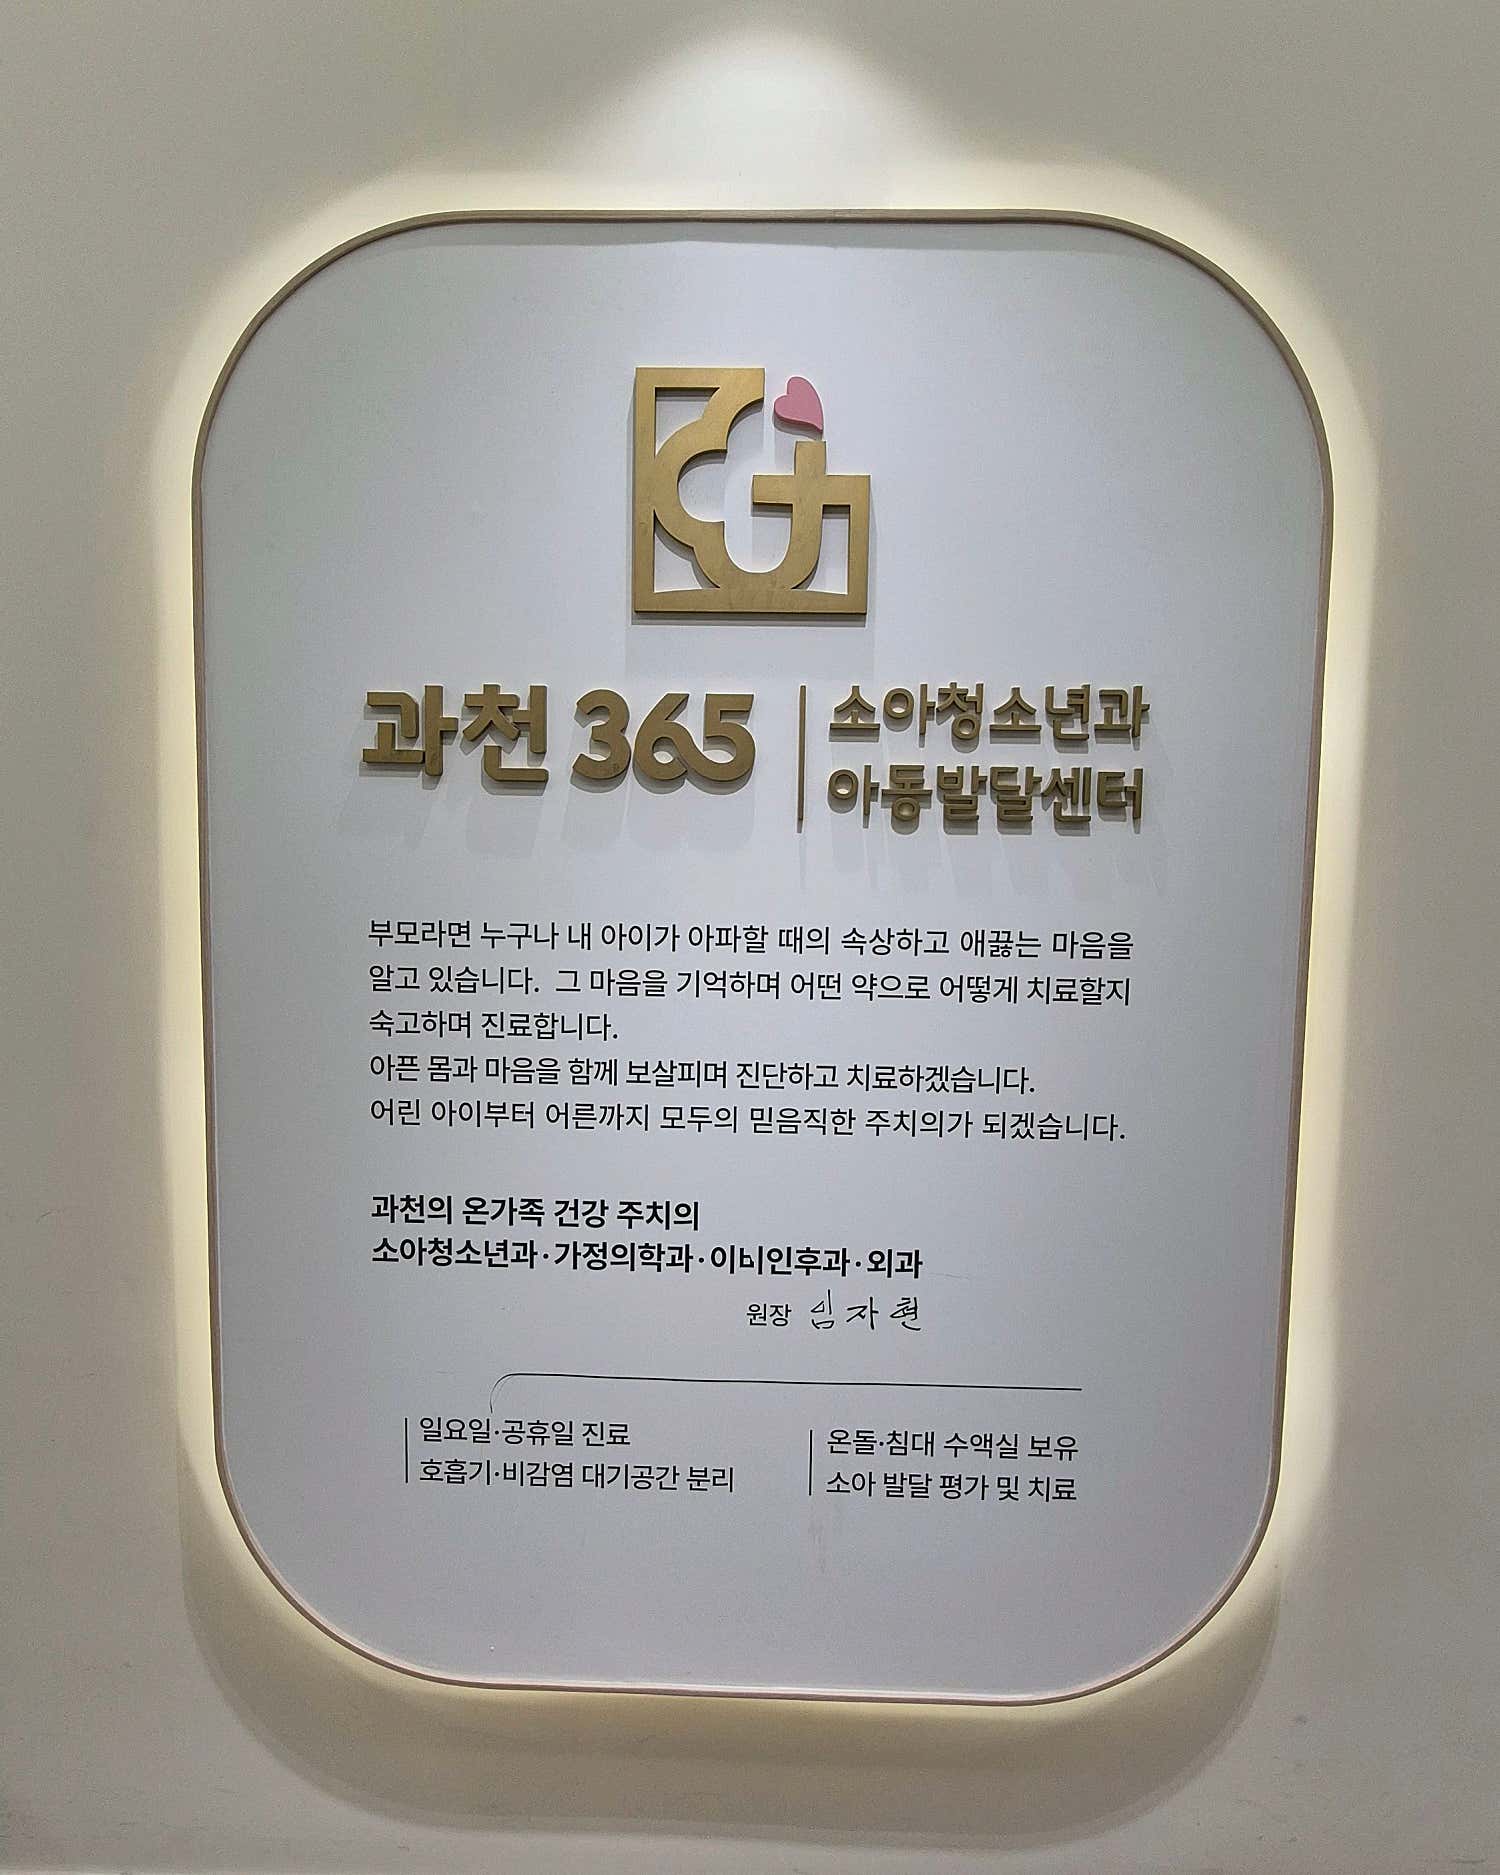 과천 365
소아청소년과
아동발달센터
부모라면 누구나 내 아이가 아파할 때의 속상하고 애끓는 마음을
알고 있습니다. 그 마음을 기억하며 어떤 약으로 어떻게 치료할지
숙고하며 진료합니다.
아픈 몸과 마음을 함께 보살피며 진단하고 치료하겠습니다.
어린 아이부터 어른까지 모두의 믿음직한 주치의가 되겠습니다.
과천의 온가족 건강 주치의
소아청소년과·가정의학과·이비인후과·외과
원장 임자현
일요일·공휴일 진료
호흡기·비감염 대기공간 분리
온돌·침대 수액실 보유
소아 발달 평가 및 치료